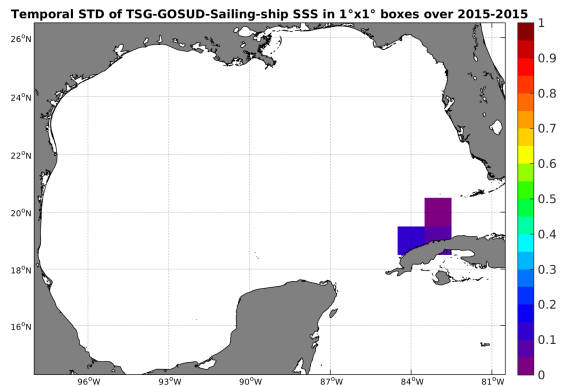 Temporal STD of TSG-GOSUD-Sailing-ship SSS in 1°x1° boxes over 2015-2015
26°N
24°N
22°N
20°N
18°N
16°N
96°W 93°W 90°W 87°W 84°W 81°W
1
0.9
0.8
0.7
0.6
0.5
0.4
0.3
0.2
0.1
0